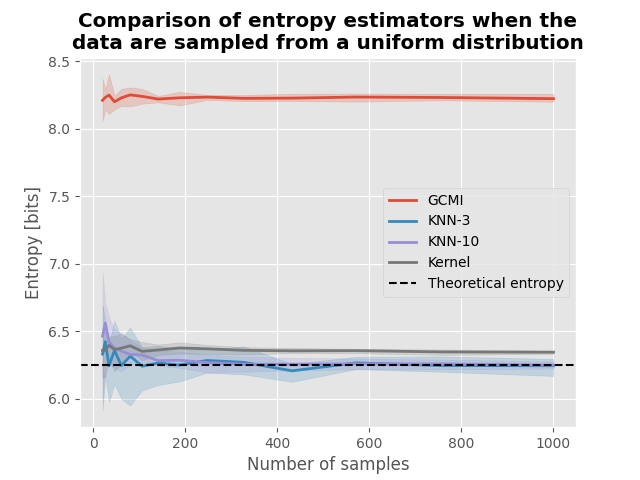 Comparison of entropy estimators when the
data are sampled from a uniform distribution
8.5
8.0
7.5
7.0
6.5
6.0
Entropy [bits]
GCMI
KNN-3
KNN-10
Kernel
Theoretical entropy
0
200
400
600
800
1000
Number of samples